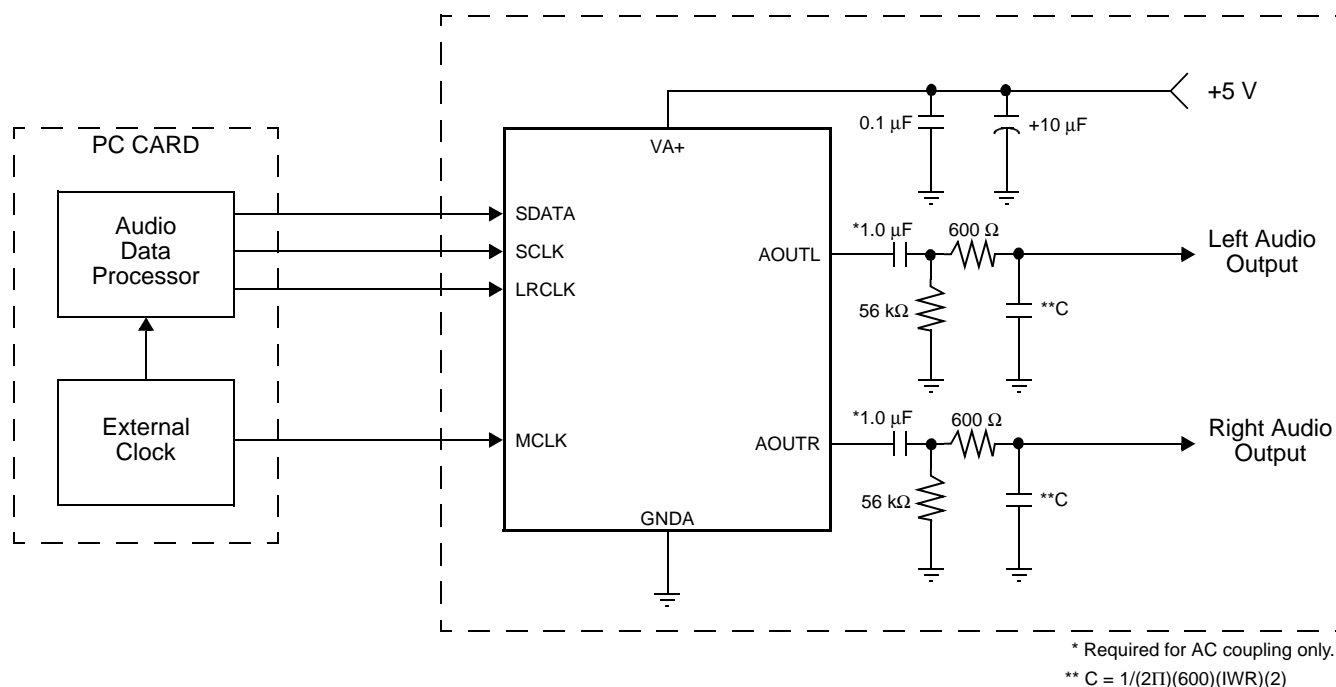 PC CARD
Audio
Data
Processor
External
Clock
VA+
SDATA
SCLK
LRCLK
MCLK
AOUTL
AOUTR
GNDA
0.1 μF
+10 μF
+5 V
*1.0 μF
600 Ω
56 kΩ
**C
Left Audio
Output
*1.0 μF
600 Ω
56 kΩ
**C
Right Audio
Output
* Required for AC coupling only.
** C = 1/(2Π)(600)(IWR)(2)